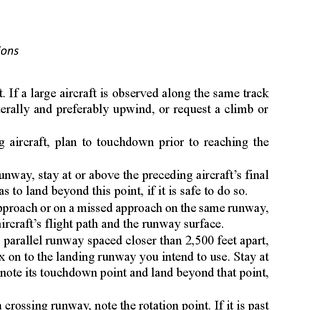 ons
t. If a large aircraft is observed along the same track
erally and preferably upwind, or request a climb or
g aircraft, plan to touchdown prior to reaching the
unway, stay at or above the preceding aircraft’s final
as to land beyond this point, if it is safe to do so.
pproach or on a missed approach on the same runway,
ircraft’s flight path and the runway surface.
parallel runway spaced closer than 2,500 feet apart,
x on to the landing runway you intend to use. Stay at
note its touchdown point and land beyond that point,
crossing runway, note the rotation point. If it is past